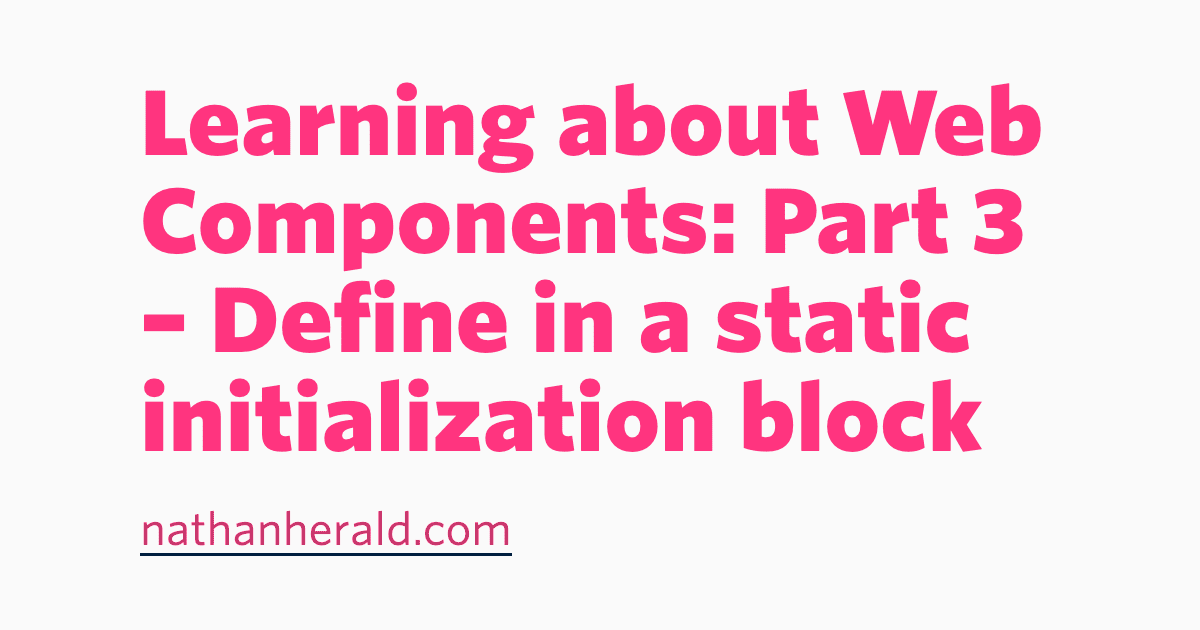 Learning about Web
Components: Part 3
– Define in a static
initialization block
nathanherald.com